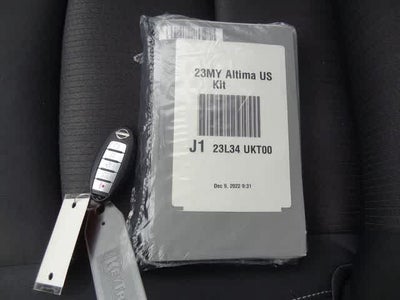 23MY Altima US
Kit
J1 23L34 UKT00
Dec 5, 2022 9:31